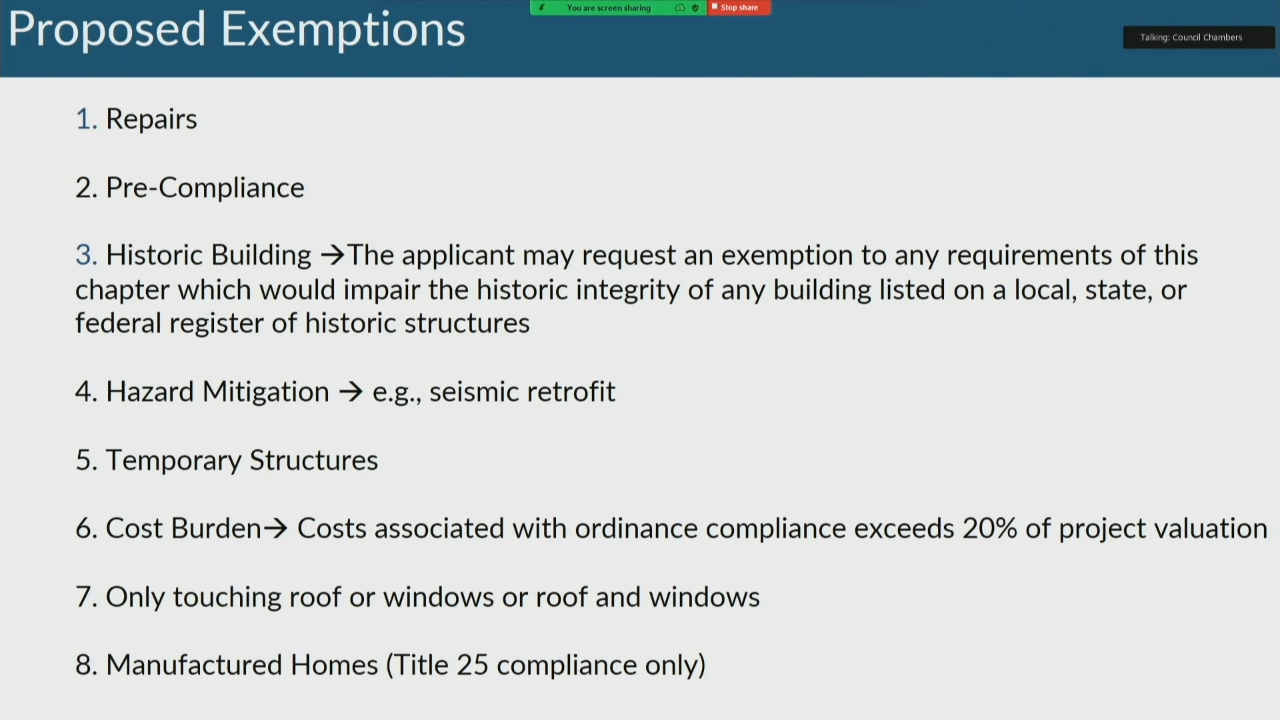 You are screen sharing
Stop share
Proposed Exemptions
Talking: Council Chambers
1. Repairs
2. Pre-Compliance
3. Historic Building →The applicant may request an exemption to any requirements of this
chapter which would impair the historic integrity of any building listed on a local, state, or
federal register of historic structures
4. Hazard Mitigation → e.g., seismic retrofit
5. Temporary Structures
6. Cost Burden→ Costs associated with ordinance compliance exceeds 20% of project valuation
7. Only touching roof or windows or roof and windows
8. Manufactured Homes (Title 25 compliance only)